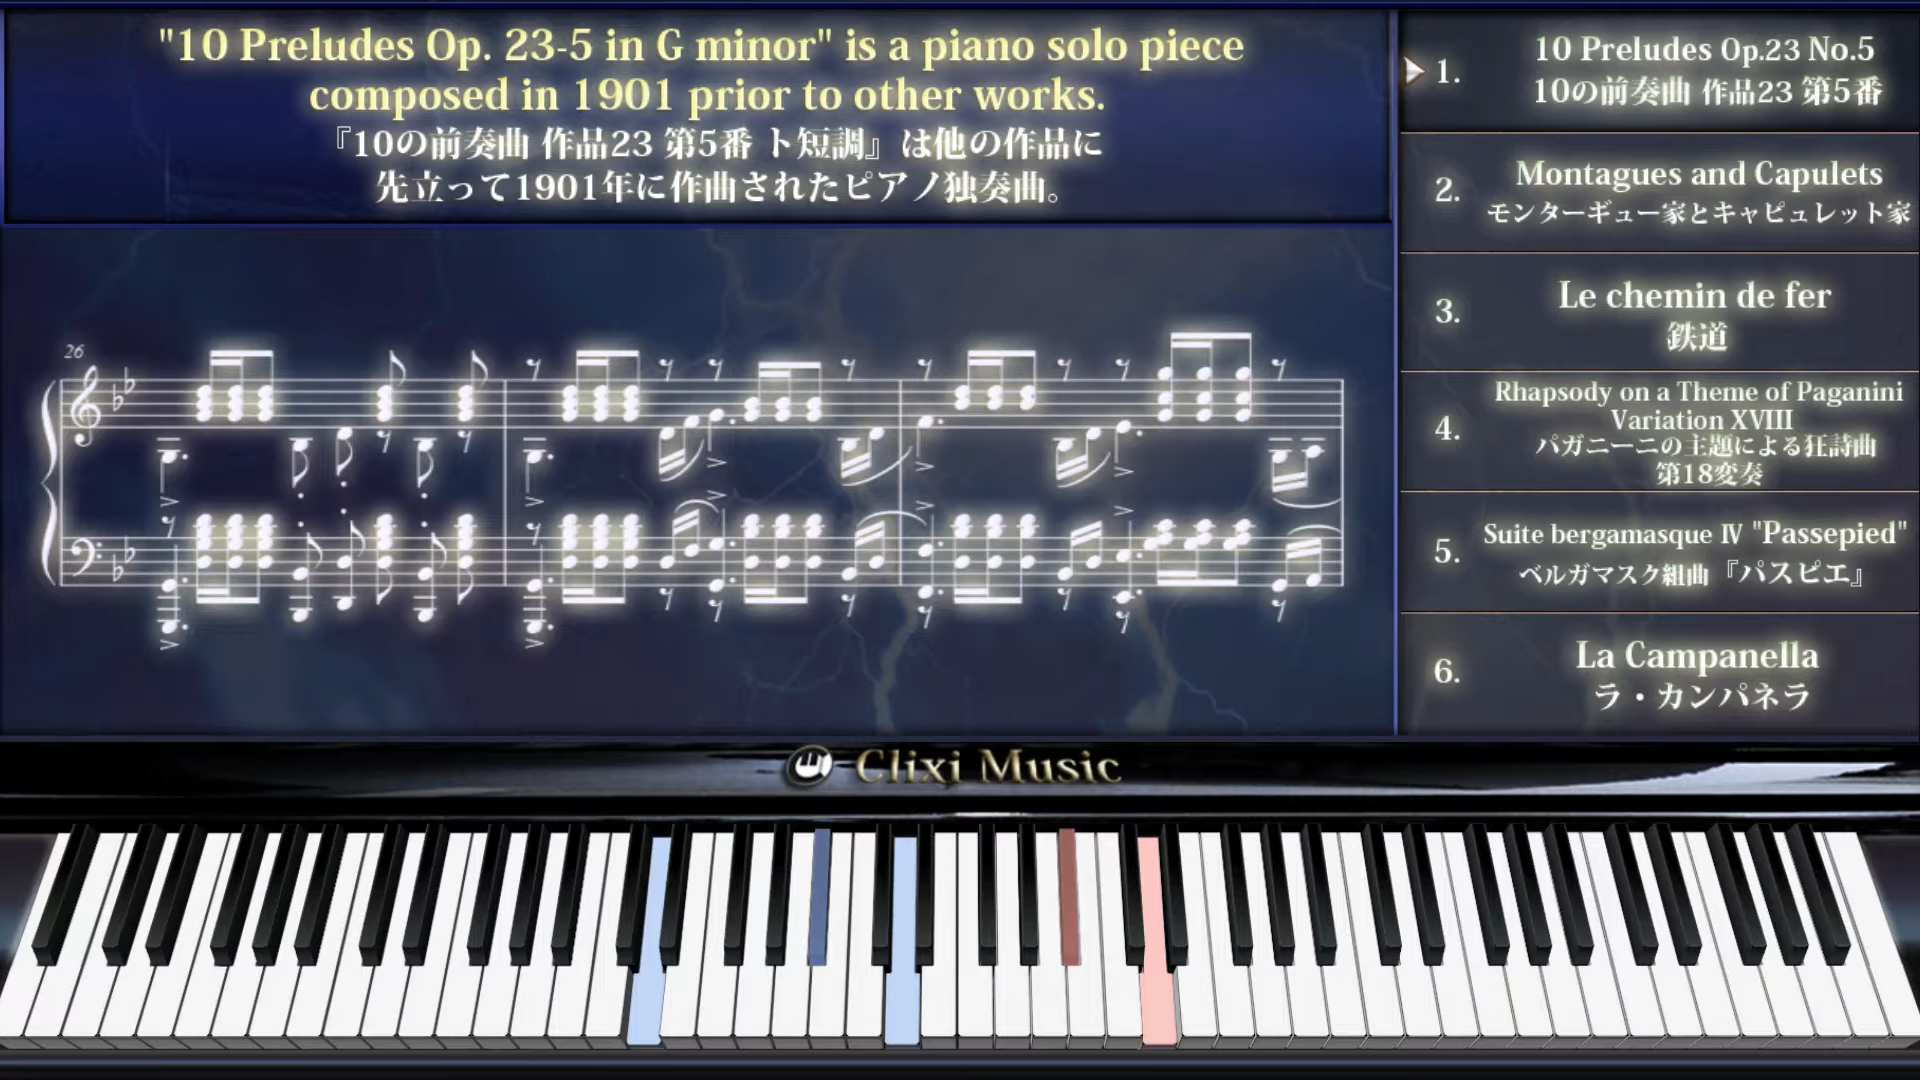 "10 Preludes Op. 23-5 in G minor" is a piano solo piece
composed in 1901 prior to other works.
『10の前奏曲 作品23 第5番 ト短調』は他の作品に
先立って1901年に作曲されたピアノ独奏曲。
1. 10 Preludes Op.23 No.5
10の前奏曲 作品23 第5番
2. Montagues and Capulets
モンターギュー家とキャピュレット家
3. Le chemin de fer
鉄道
4. Rhapsody on a Theme of Paganini
Variation XVIII
パガニーニの主題による狂詩曲
第18変奏
5. Suite bergamasque Ⅳ "Passepied"
ベルガマスク組曲『パスピエ』
6. La Campanella
ラ・カンパネラ
26
Clixi Music